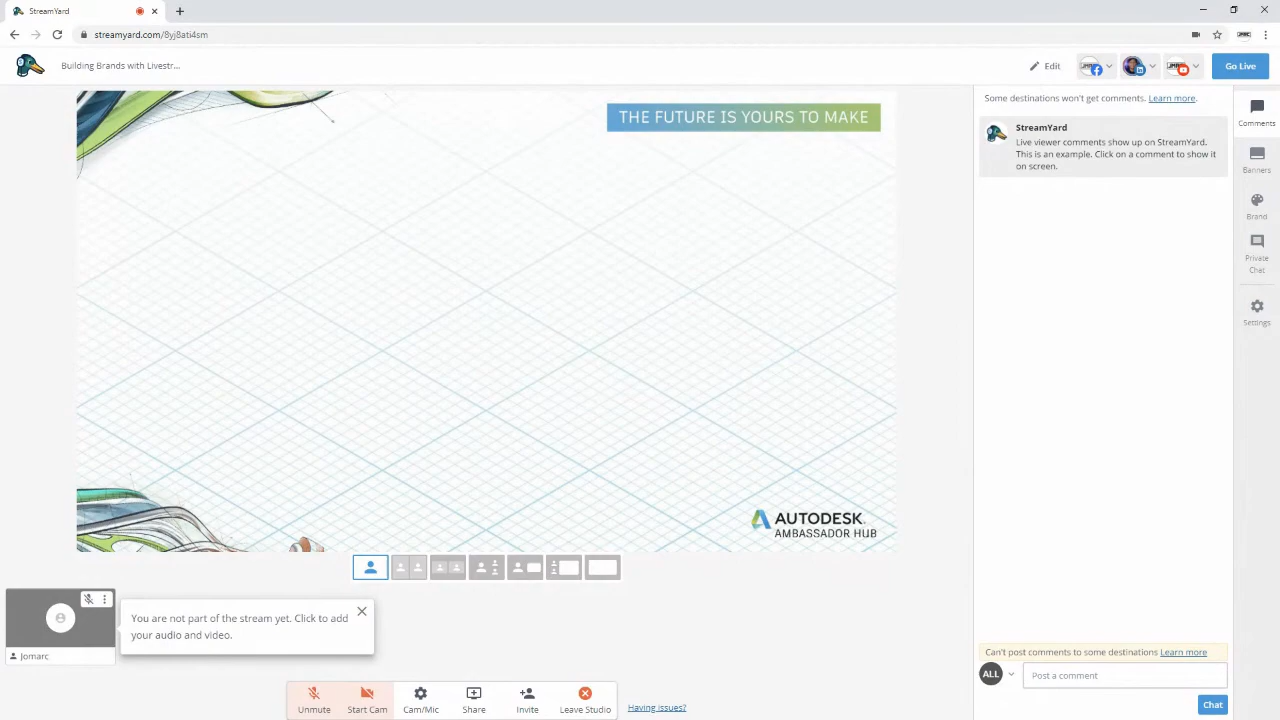 StreamYard
streamyard.com/8yj8ati4sm
Building Brands with Livestr...
Edit
Go Live
THE FUTURE IS YOURS TO MAKE
AUTODESK
AMBASSADOR HUB
Some destinations won't get comments. Learn more.
StreamYard
Live viewer comments show up on StreamYard.
This is an example. Click on a comment to show it
on screen.
Comments
Banners
Brand
Private
Chat
Settings
You are not part of the stream yet. Click to add
your audio and video.
Jomarc
Can't post comments to some destinations Learn more
ALL
Post a comment
Chat
Unmute
Start Cam
Cam/Mic
Share
Invite
Leave Studio
Having issues?